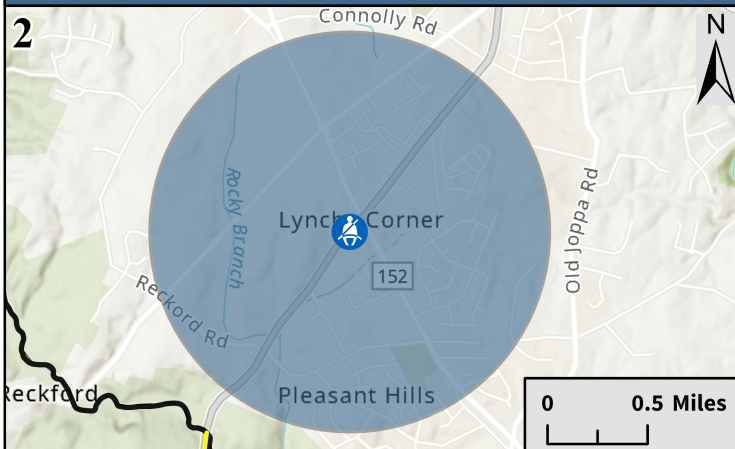 2
Connolly Rd
N
Rocky Branch
Lynch Corner
Old Joppa Rd
152
Reckord Rd
Reckford
Pleasant Hills
0 0.5 Miles